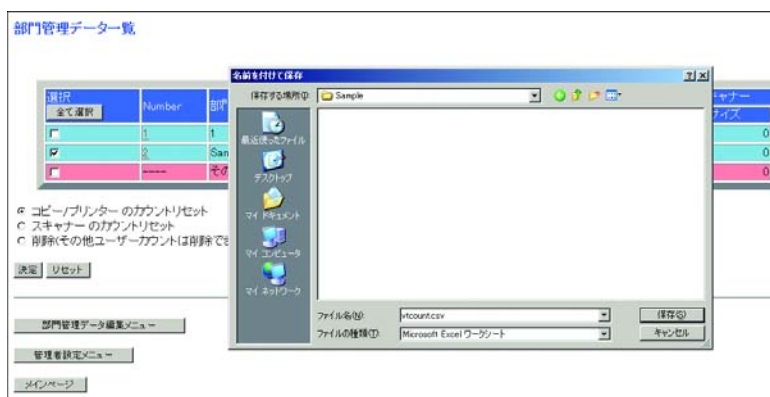 部門管理データ一覧
名前を付けて保存
選択
全て選択
Number
部門
保存する場所(I):
Sample
キャナー
サイズ
1
1
0
2
San
0
----
その
0
最近使ったファイル
デスクトップ
マイ ドキュメント
マイ コンピュータ
マイ ネットワーク
コピー/プリンター のカウントリセット
スキャナー のカウントリセット
削除(その他ユーザーカウントは削除でき
決定
リセット
ファイル名(N):
vtcount.csv
保存(S)
ファイルの種類(T):
Microsoft Excel ワークシート
キャンセル
部門管理データ編集メニュー
管理者設定メニュー
メインページ